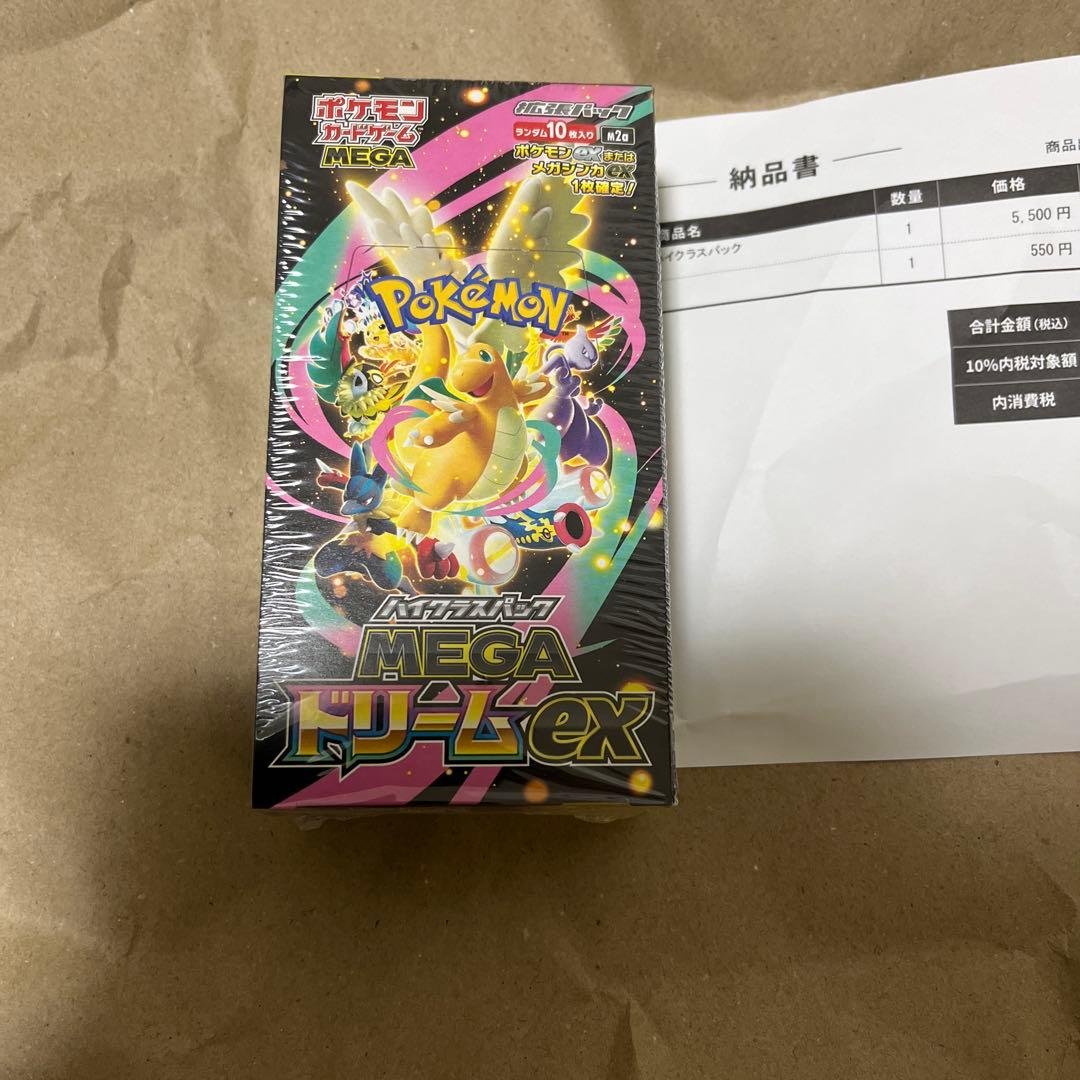 ポケモン
カードゲーム
MEGA
拡張パック
ランダム10枚入り M2a
ポケモンexまたは
メガシンカex
1枚確定!
POKéMON
TM
ハイクラスパック
MEGA
ドリームex
納品書
商品
商品名 数量 価格
イクラスパック 1 5,500円
1 550円
合計金額(税込)
10%内税対象額
内消費税